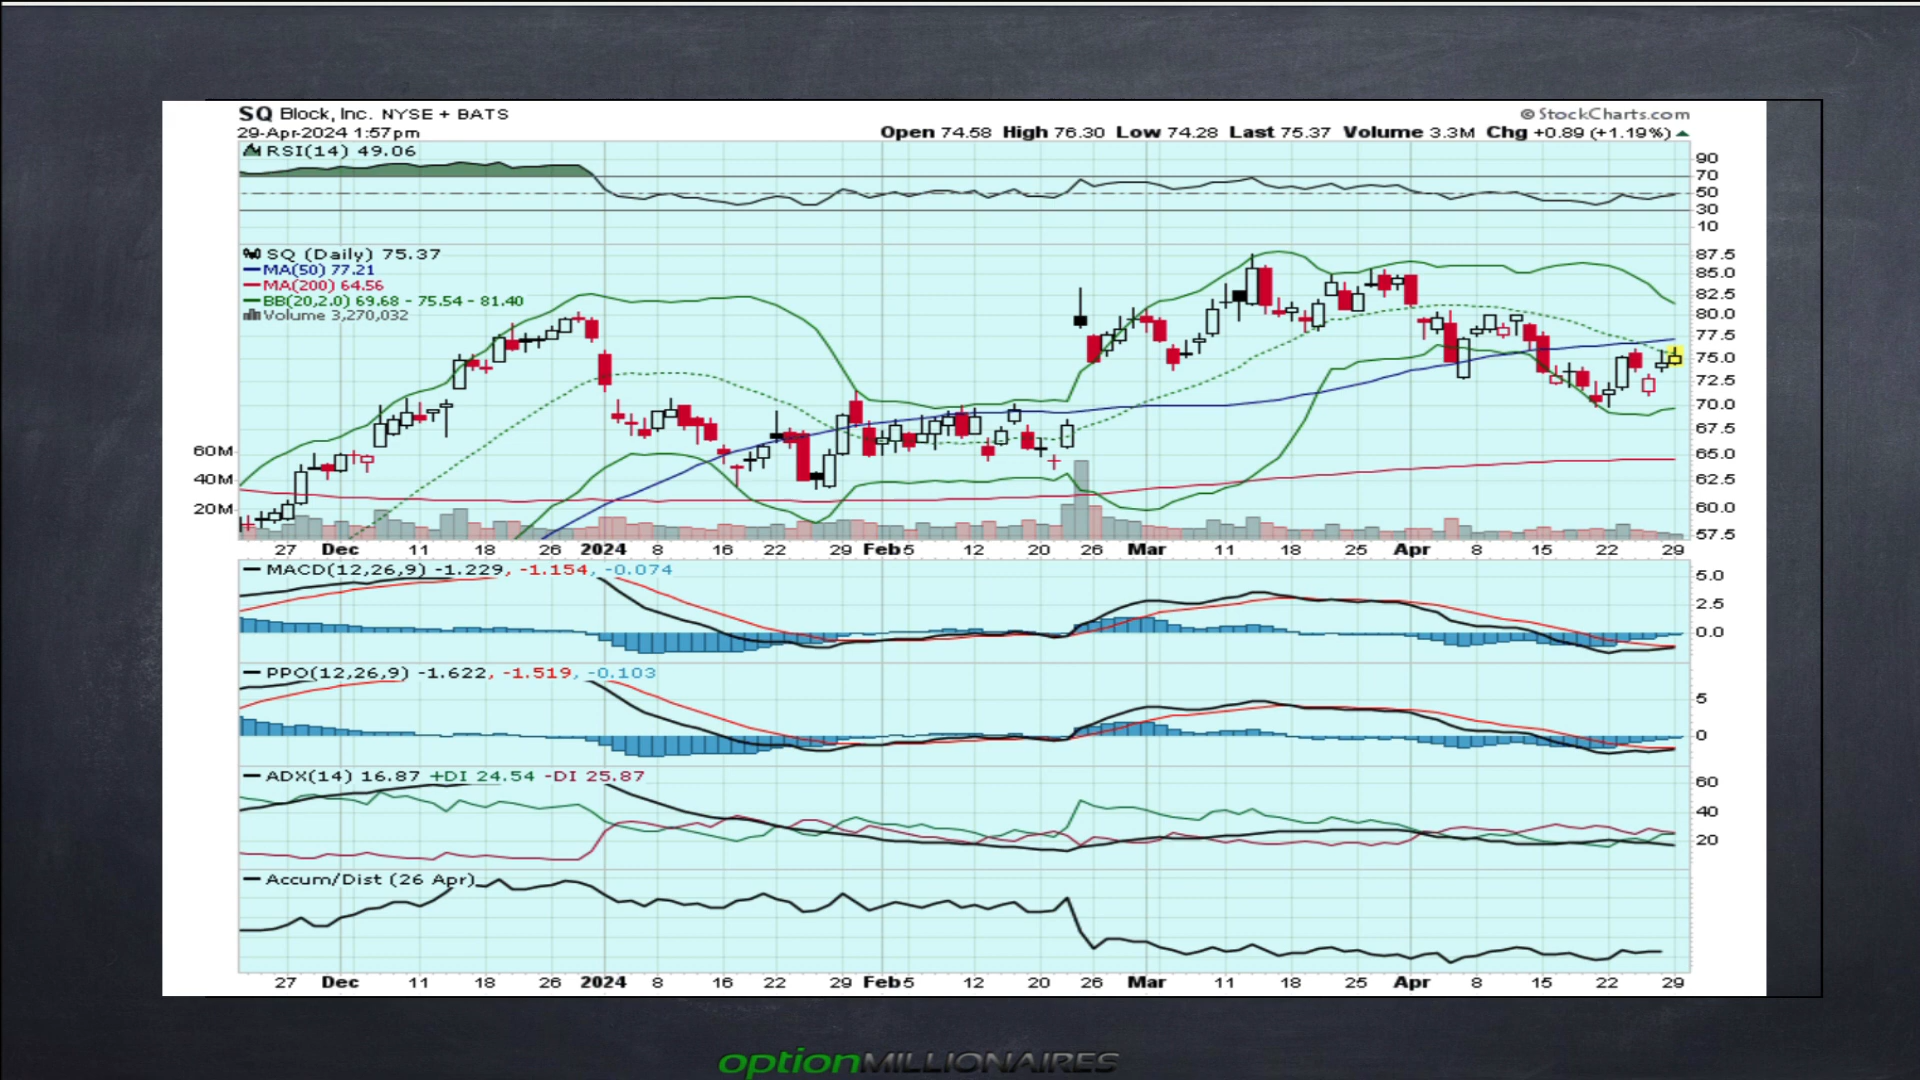 SQ Block, Inc. NYSE + BATS © StockCharts.com
29-Apr-2024 1:57pm Open 74.58 High 76.30 Low 74.28 Last 75.37 Volume 3.3M Chg +0.89 (+1.19%)
RSI(14) 49.06
90
70
50
30
10
SQ (Daily) 75.37
MA(50) 77.21
MA(200) 64.56
BB(20,2.0) 69.68 - 75.54 - 81.40
Volume 3,270,032
87.5
85.0
82.5
80.0
77.5
75.0
72.5
70.0
67.5
65.0
62.5
60.0
57.5
60M
40M
20M
27 Dec 11 18 26 2024 8 16 22 29 Feb 5 12 20 26 Mar 11 18 25 Apr 8 15 22 29
MACD(12,26,9) -1.229, -1.154, -0.074
5.0
2.5
0.0
PPO(12,26,9) -1.622, -1.519, -0.103
5
0
ADX(14) 16.87 +DI 24.54 -DI 25.87
60
40
20
Accum/Dist (26 Apr)
27 Dec 11 18 26 2024 8 16 22 29 Feb 5 12 20 26 Mar 11 18 25 Apr 8 15 22 29
optionMILLIONAIRES